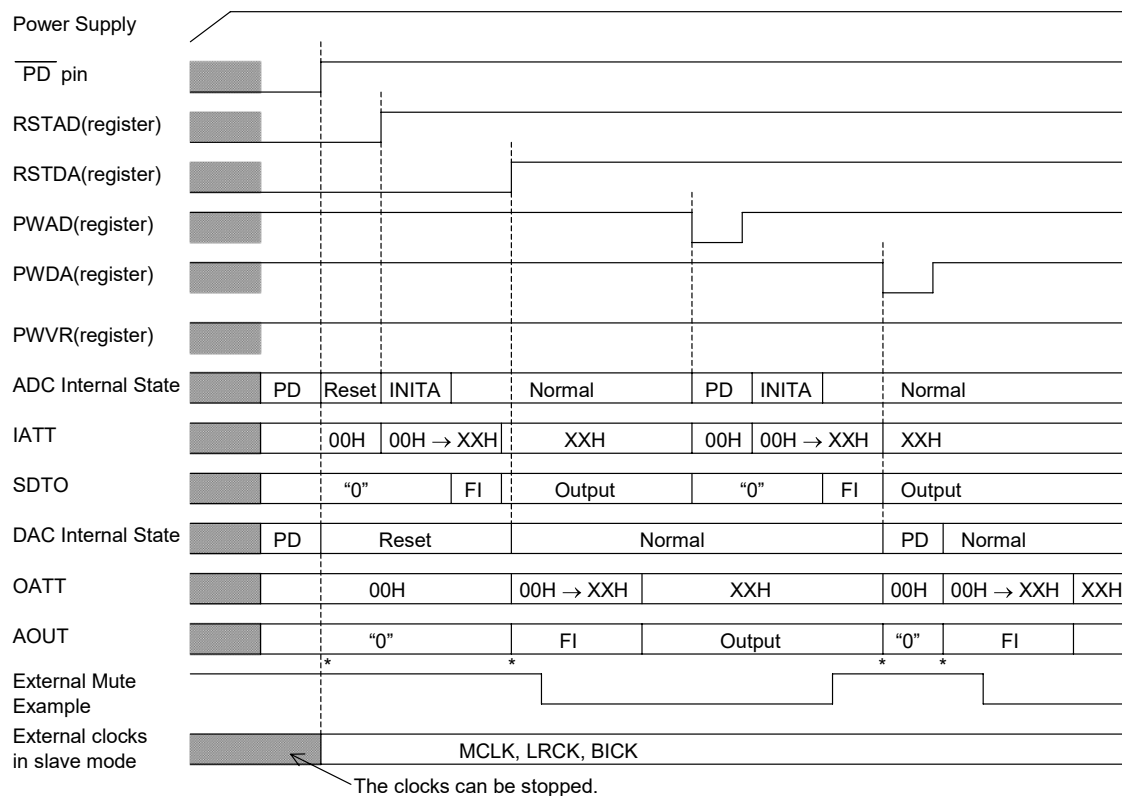 Power Supply
PD pin
RSTAD(register)
RSTDA(register)
PWAD(register)
PWDA(register)
PWVR(register)
ADC Internal State PD Reset INITA Normal PD INITA Normal
IATT 00H 00H → XXH XXH 00H 00H → XXH XXH
SDTO “0” FI Output “0” FI Output
DAC Internal State PD Reset Normal PD Normal
OATT 00H 00H → XXH XXH 00H 00H → XXH XXH
AOUT “0” FI Output “0” FI
* * * *
External Mute
Example
External clocks
in slave mode
MCLK, LRCK, BICK
The clocks can be stopped.